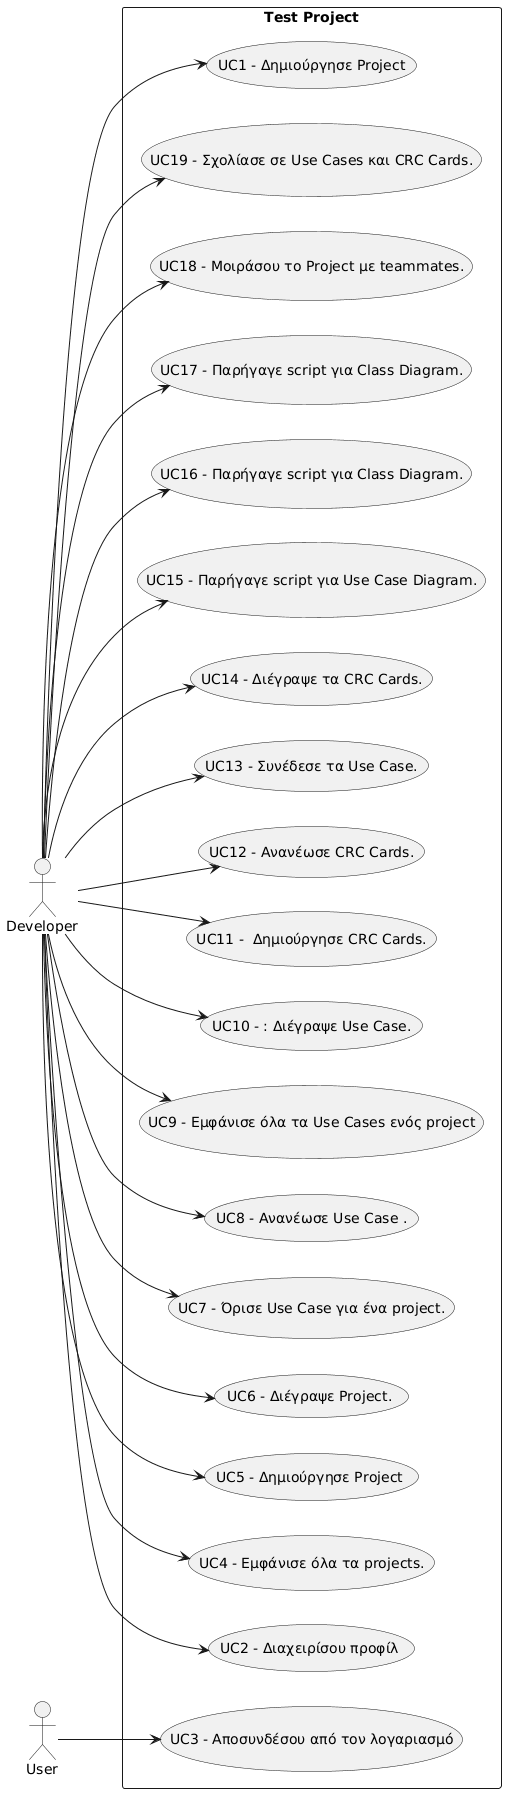 Test Project
UC1 - Δημιούργησε Project
UC19 - Σχολίασε σε Use Cases και CRC Cards.
UC18 - Μοιράσου το Project με teammates.
UC17 - Παρήγαγε script για Class Diagram.
UC16 - Παρήγαγε script για Class Diagram.
UC15 - Παρήγαγε script για Use Case Diagram.
UC14 - Διέγραψε τα CRC Cards.
UC13 - Συνέδεσε τα Use Case.
UC12 - Ανανέωσε CRC Cards.
Developer
UC11 -  Δημιούργησε CRC Cards.
UC10 - : Διέγραψε Use Case.
UC9 - Εμφάνισε όλα τα Use Cases ενός project
UC8 - Ανανέωσε Use Case .
UC7 - Όρισε Use Case για ένα project.
UC6 - Διέγραψε Project.
UC5 - Δημιούργησε Project
UC4 - Εμφάνισε όλα τα projects.
UC2 - Διαχειρίσου προφίλ
UC3 - Αποσυνδέσου από τον λογαριασμό
User